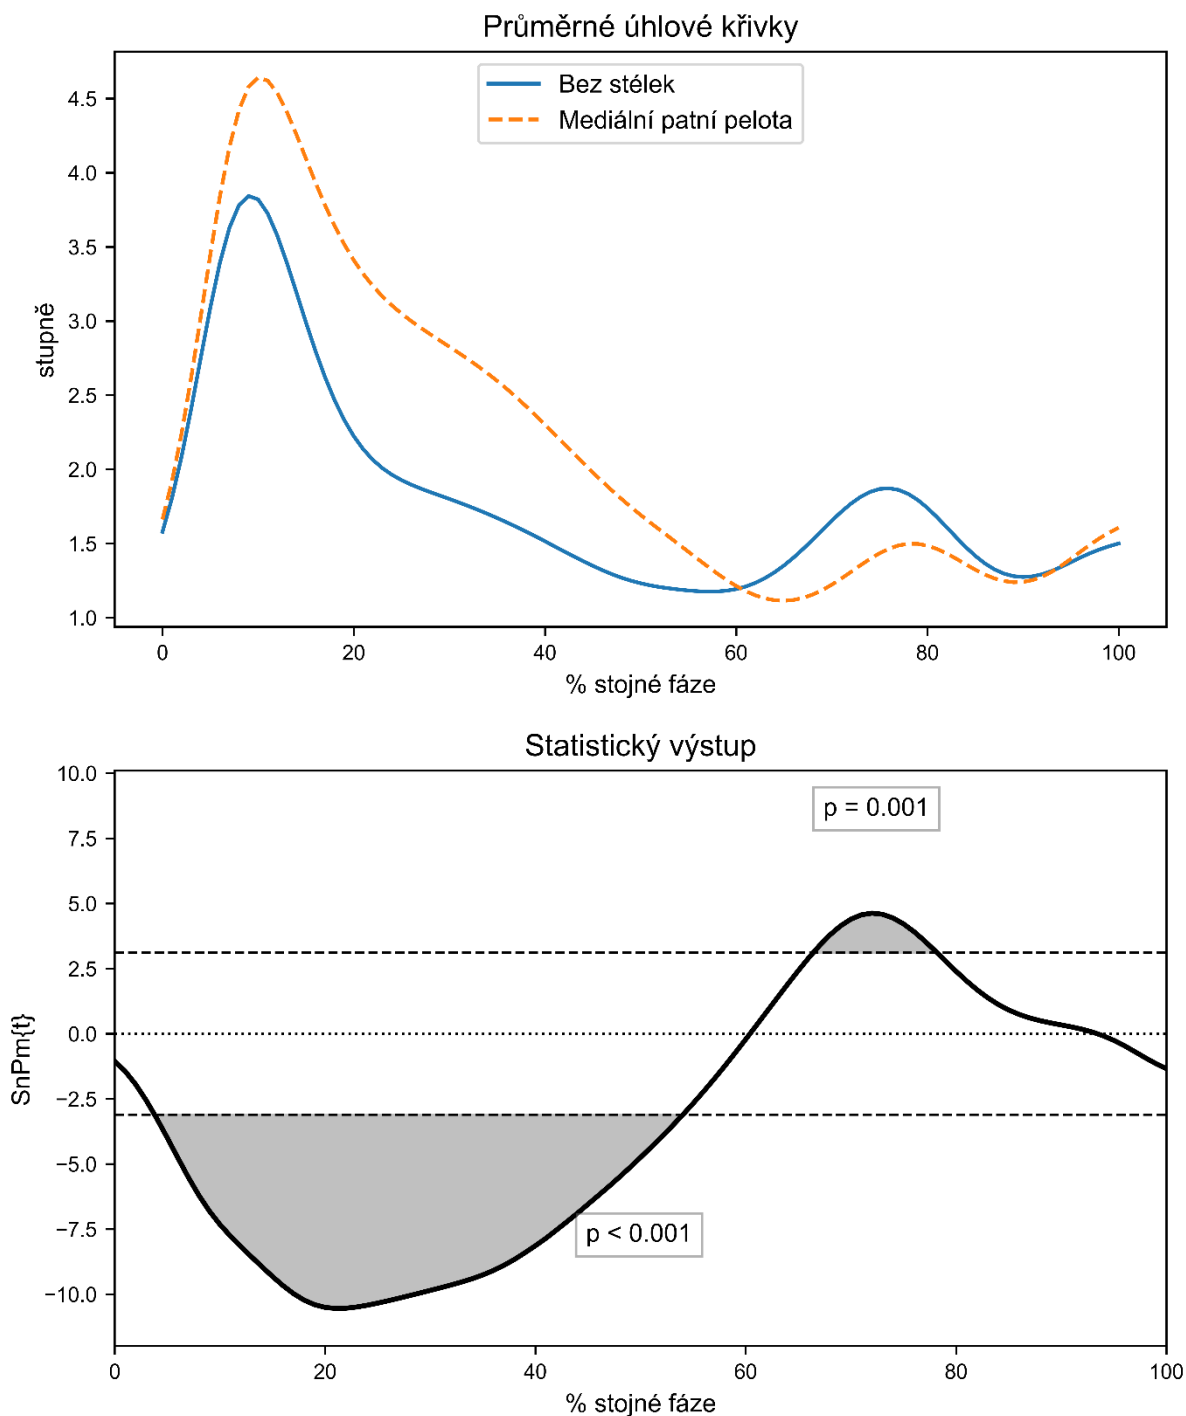 Průměrné úhlové křivky
Bez stélek
Mediální patní pelota
4.5
4.0
3.5
3.0
2.5
2.0
1.5
1.0
stupně
0 20 40 60 80 100
% stojné fáze
Statistický výstup
10.0
7.5
5.0
2.5
0.0
−2.5
−5.0
−7.5
−10.0
SnPm{t}
p = 0.001
p < 0.001
0 20 40 60 80 100
% stojné fáze